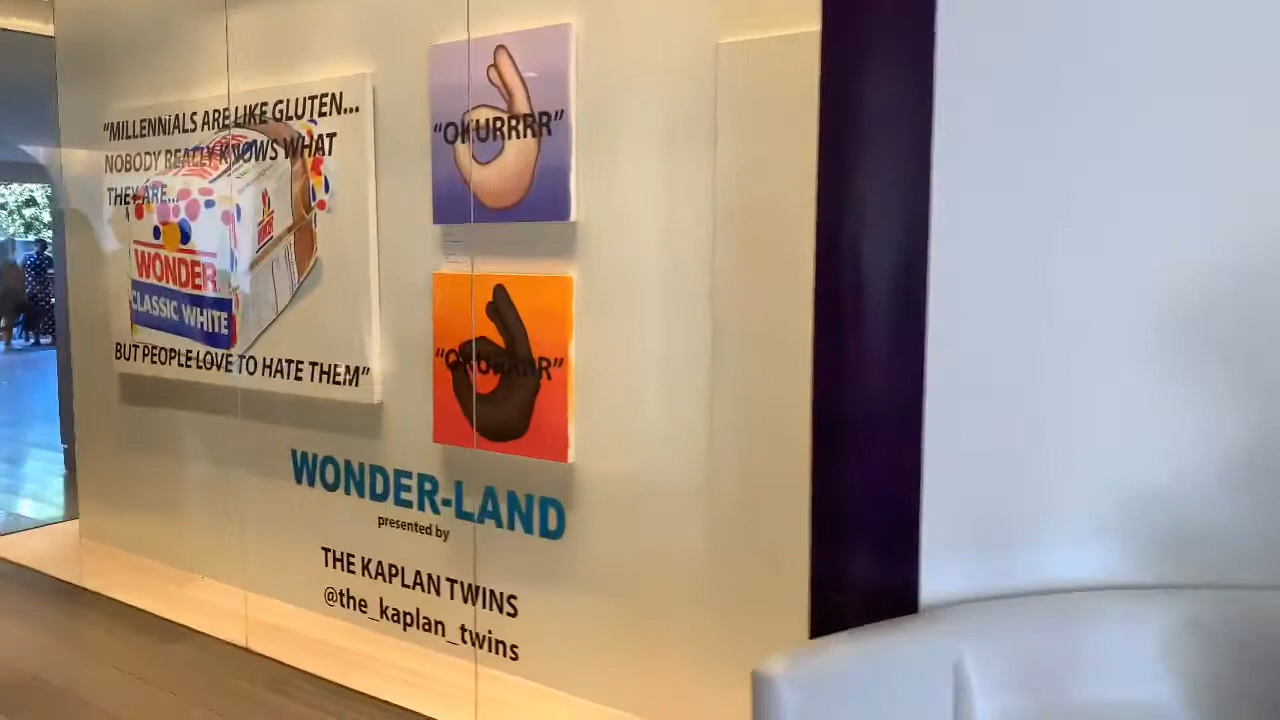 “MILLENNIALS ARE LIKE GLUTEN...
NOBODY REALLY KNOWS WHAT
THEY ARE...
WONDER
CLASSIC WHITE
BUT PEOPLE LOVE TO HATE THEM”
“OKURRRR”
“OKURRRR”
WONDER-LAND
presented by
THE KAPLAN TWINS
@the_kaplan_twins